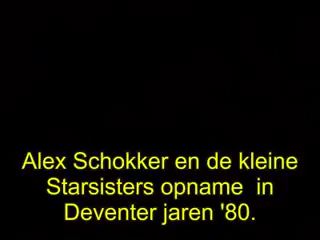 Alex Schokker en de kleine
Starsisters opname  in
Deventer jaren '80.